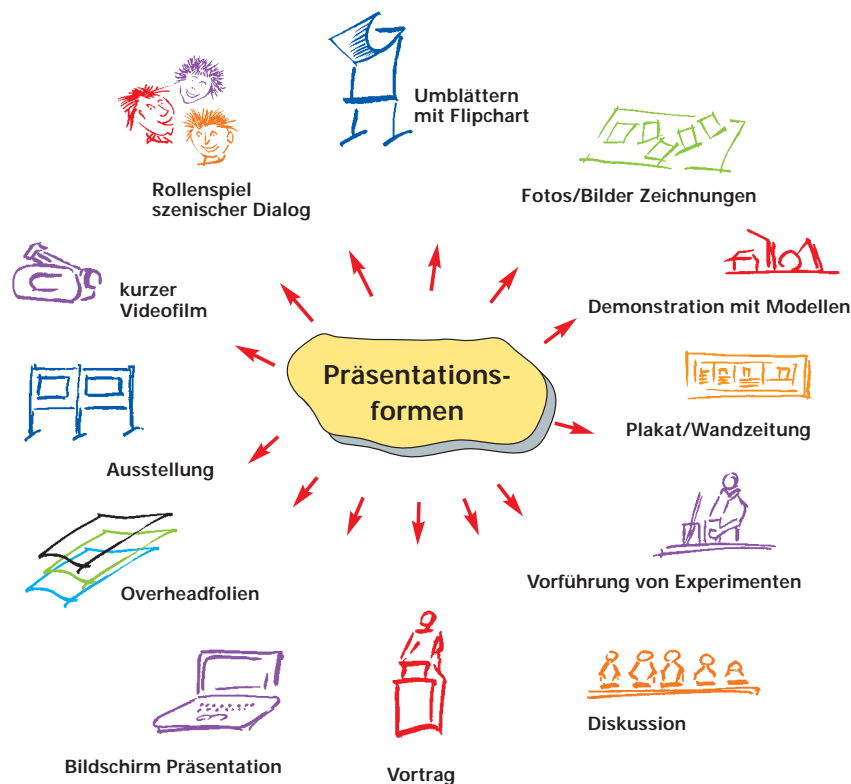 Umblättern
mit Flipchart
Fotos/Bilder Zeichnungen
Rollenspiel
szenischer Dialog
kurzer
Videofilm
Demonstration mit Modellen
Präsentations-
formen
Plakat/Wandzeitung
Ausstellung
Vorführung von Experimenten
Overheadfolien
Diskussion
Bildschirm Präsentation
Vortrag